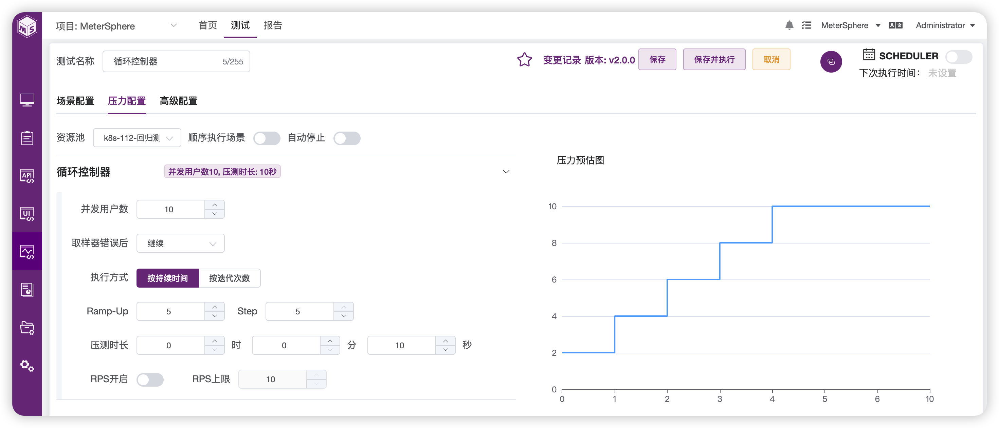 MS
项目: MeterSphere
首页 测试 报告
MeterSphere
A
Administrator
测试名称 循环控制器 5/255
变更记录 版本: v2.0.0 保存 保存并执行 取消
SCHEDULER
下次执行时间: 未设置
场景配置 压力配置 高级配置
资源池 k8s-112-回归测 顺序执行场景 自动停止
循环控制器 并发用户数10, 压测时长: 10秒
并发用户数 10
取样器错误后 继续
执行方式 按持续时间 按迭代次数
Ramp-Up 5 Step 5
压测时长 0 时 0 分 10 秒
RPS开启 RPS上限 10
API
UI
压力预估图
10
8
6
4
2
0
0 1 2 3 4 5 6 10